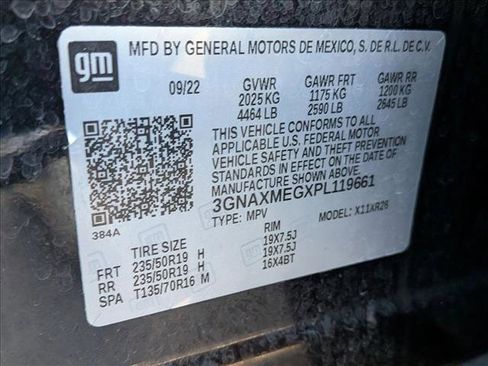 gm
MFD BY GENERAL MOTORS DE MEXICO, S. DE R.L. DE C.V.
09/22 GVWR GAWR FRT GAWR RR
2025 KG 1175 KG 1200 KG
4464 LB 2590 LB 2645 LB
THIS VEHICLE CONFORMS TO ALL
APPLICABLE U.S. FEDERAL MOTOR
VEHICLE SAFETY AND THEFT PREVENTION
STANDARDS IN EFFECT ON THE DATE OF
MANUFACTURE SHOWN ABOVE.
3GNAXMEGXPL119661
384A TYPE: MPV MODEL: X11XR26
TIRE SIZE RIM
FRT 235/50R19 H 19X7.5J
RR 235/50R19 H 19X7.5J
SPA T135/70R16 M 16X4BT